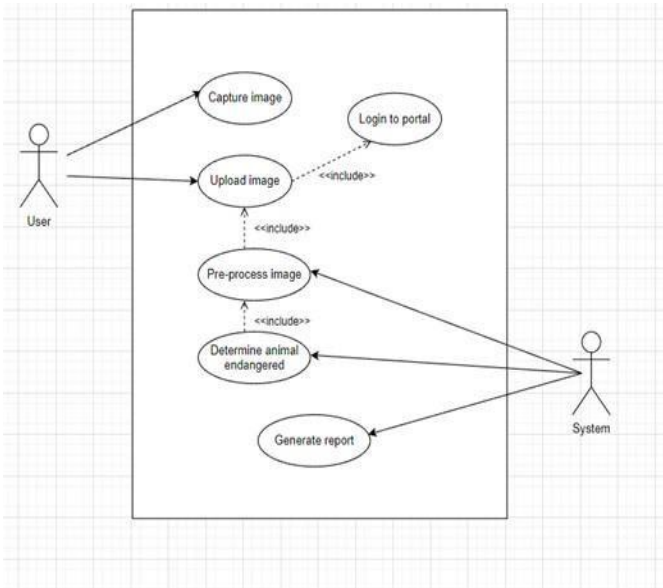 Capture image
Login to portal
Upload image
<<include>>
User
<<include>>
Pre-process image
<<include>>
Determine animal
endangered
System
Generate report